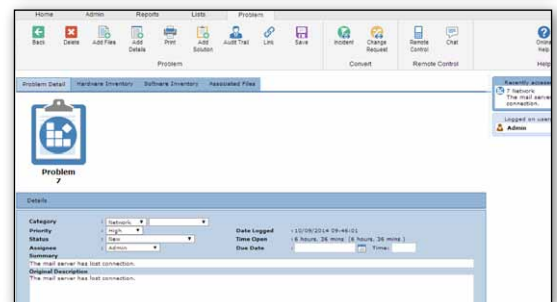 Home Admin Reports Lists Problem
Back Delete Add Files Add Details Print Add Solution Audit Trail Link Save Incident Change Request Remote Control Chat Online Help
Problem Convert Remote Control Help
Problem Detail Hardware Inventory Software Inventory Associated Files
Recently access
7 Network
The mail server
connection.
Logged on user
Admin
Problem
7
Details
Category : Network
Priority : High Date Logged : 10/09/2014 09:46:01
Status : New Time Open : 6 hours, 36 mins (6 hours, 36 mins )
Assignee : Admin Due Date : Time:
Summary
The mail server has lost connection.
Original Description
The mail server has lost connection.